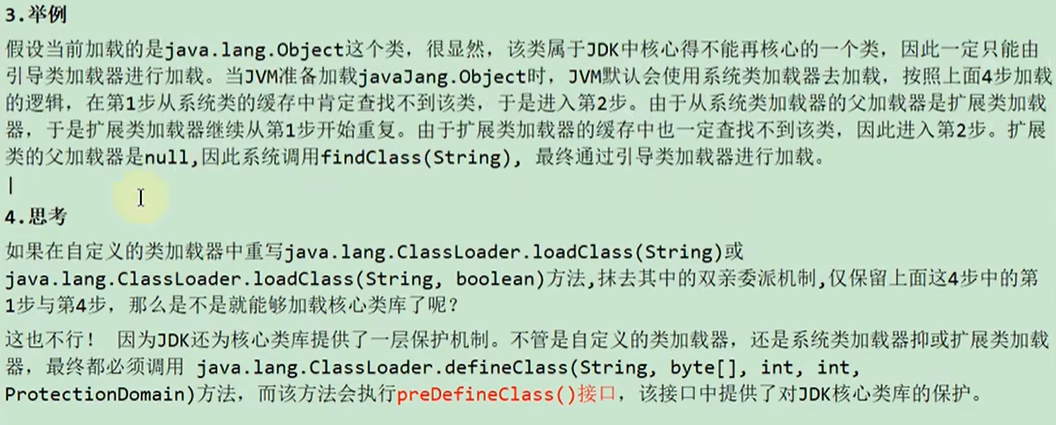 3.举例
假设当前加载的是java.lang.Object这个类，很显然，该类属于JDK中核心得不能再核心的一个类，因此一定只能由
引导类加载器进行加载。当JVM准备加载javaJang.Object时，JVM默认会使用系统类加载器去加载，按照上面4步加载
的逻辑，在第1步从系统类的缓存中肯定查找不到该类，于是进入第2步。由于从系统类加载器的父加载器是扩展类加载
器，于是扩展类加载器继续从第1步开始重复。由于扩展类加载器的缓存中也一定查找不到该类，因此进入第2步。扩展
类的父加载器是null,因此系统调用findClass(String), 最终通过引导类加载器进行加载。
4.思考
如果在自定义的类加载器中重写java.lang.ClassLoader.loadClass(String)或
java.lang.ClassLoader.loadClass(String, boolean)方法,抹去其中的双亲委派机制,仅保留上面这4步中的第
1步与第4步，那么是不是就能够加载核心类库了呢？
这也不行！ 因为JDK还为核心类库提供了一层保护机制。不管是自定义的类加载器，还是系统类加载器抑或扩展类加载
器，最终都必须调用 java.lang.ClassLoader.defineClass(String, byte[], int, int,
ProtectionDomain)方法，而该方法会执行preDefineClass()接口，该接口中提供了对JDK核心类库的保护。